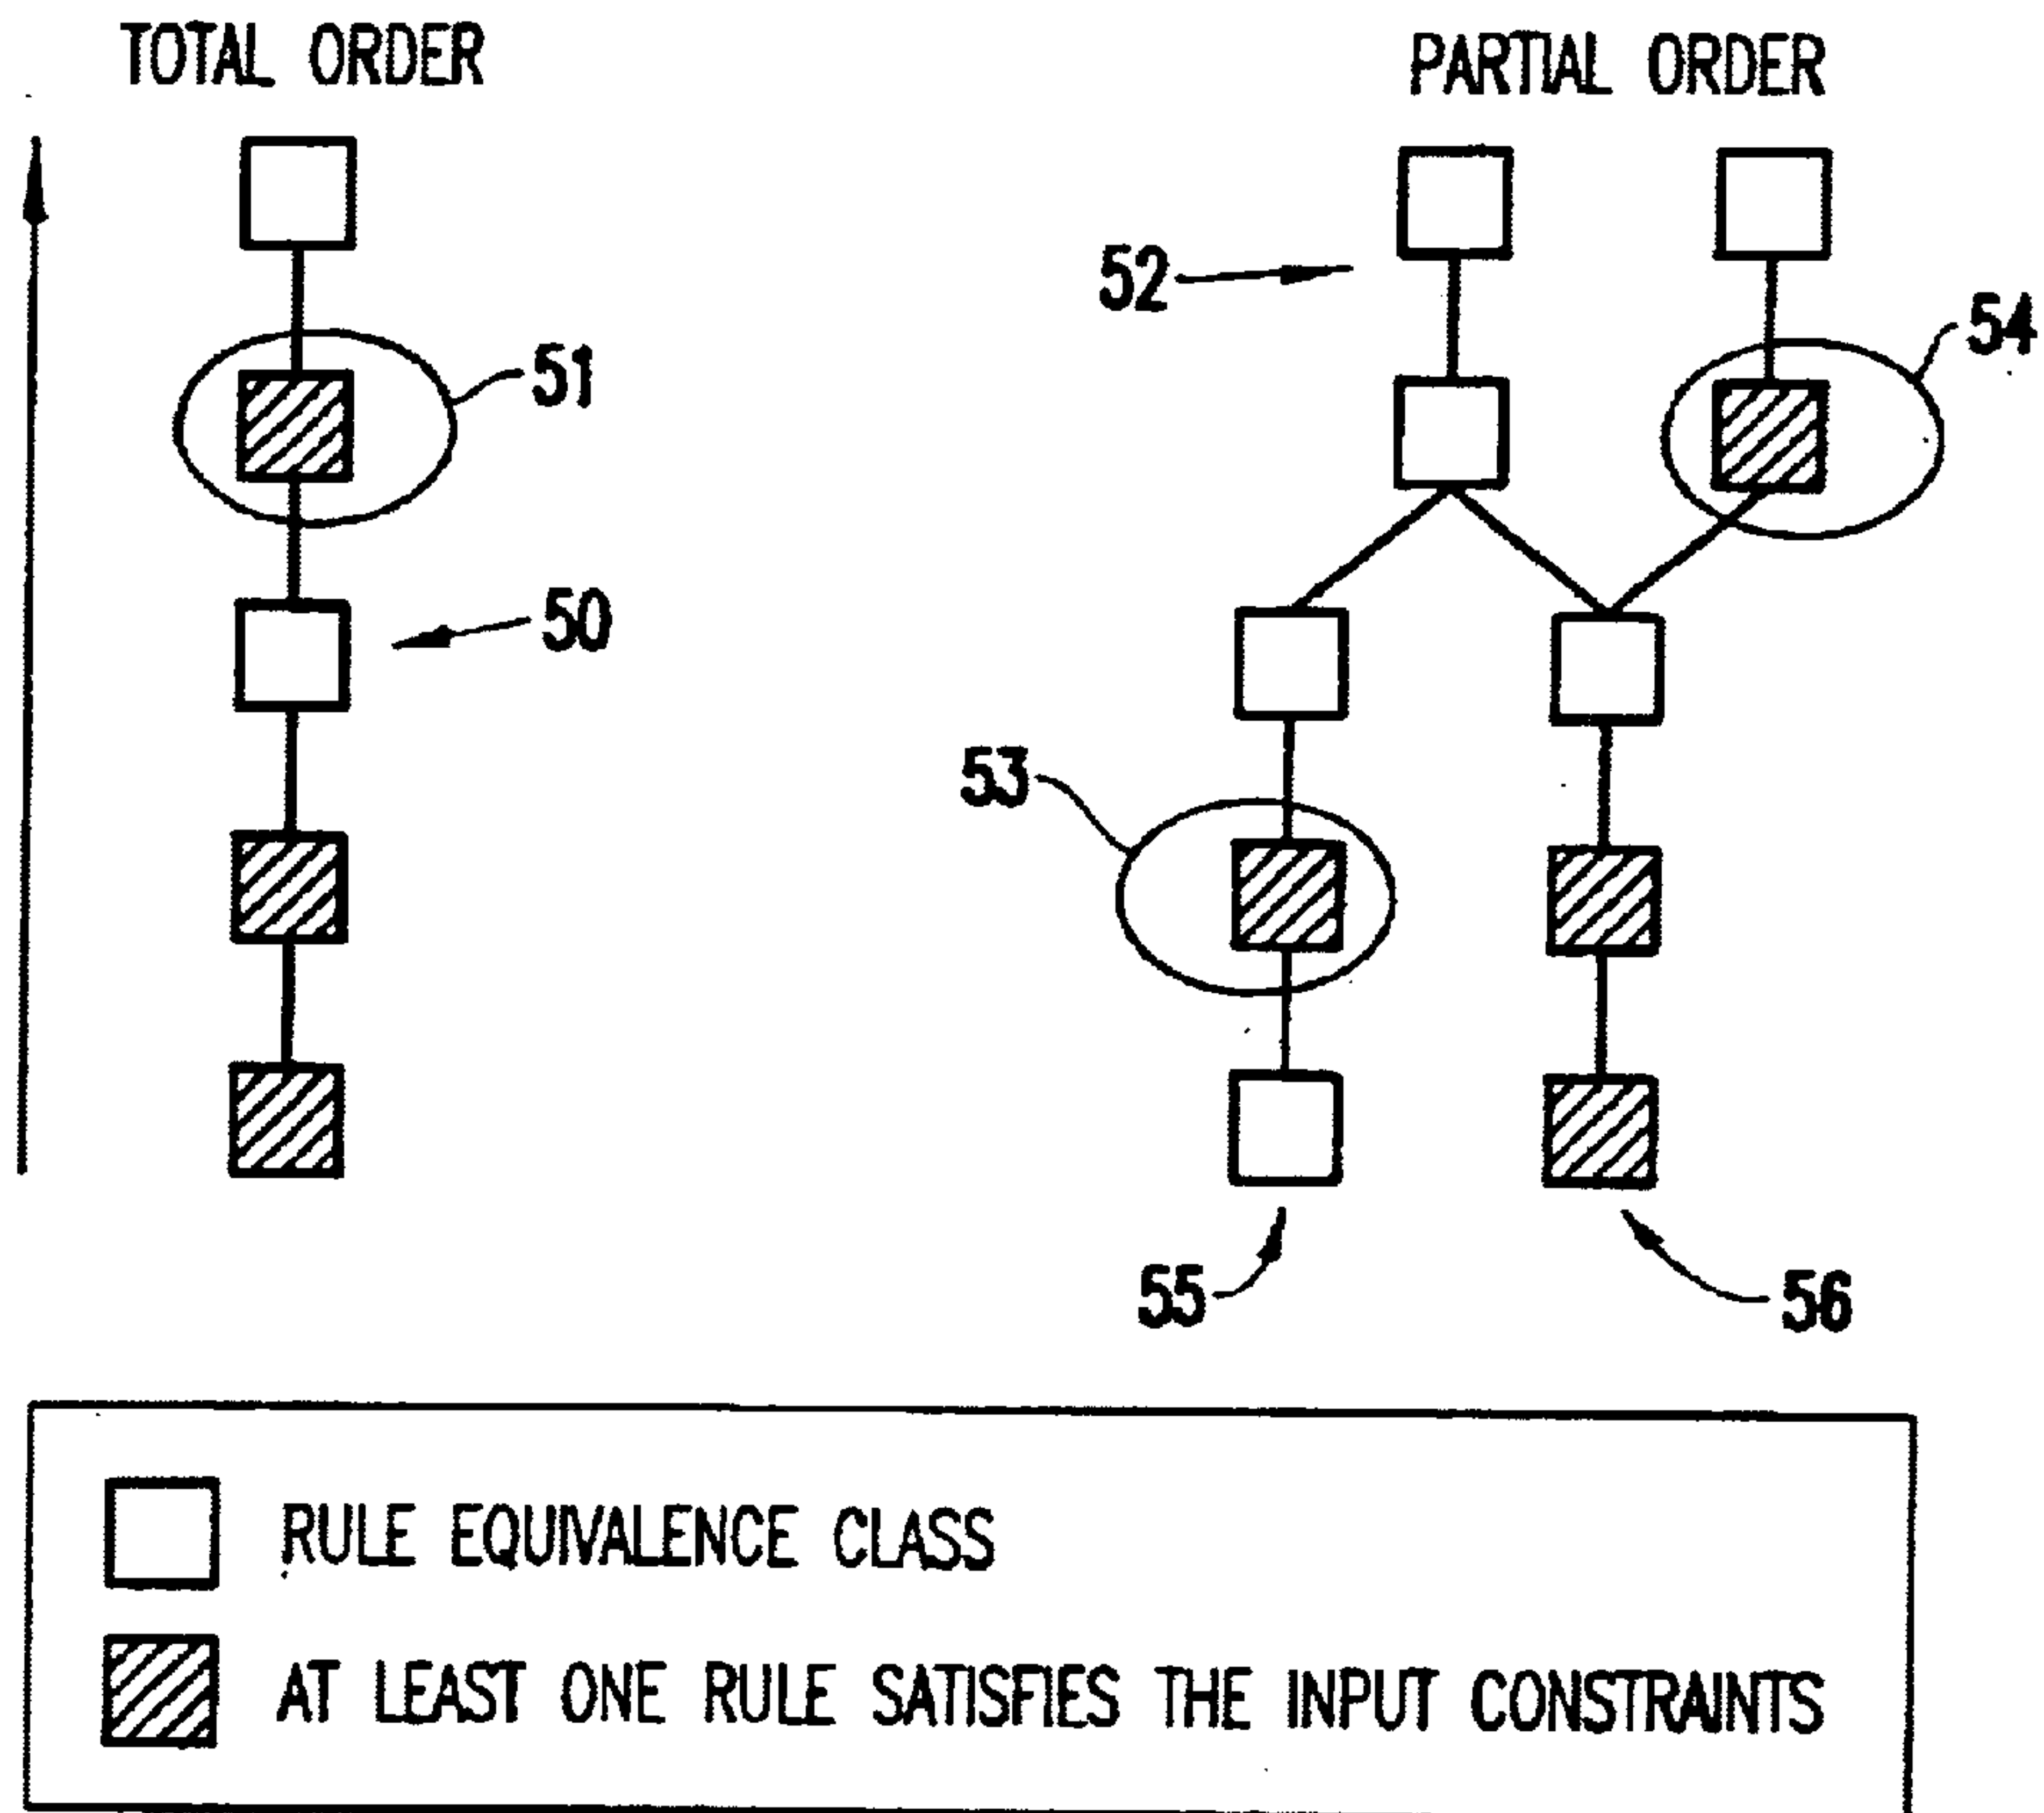 TOTAL ORDER
PARTIAL ORDER
52
54
51
50
53
55
56
RULE EQUIVALENCE CLASS
AT LEAST ONE RULE SATISFIES THE INPUT CONSTRAINTS